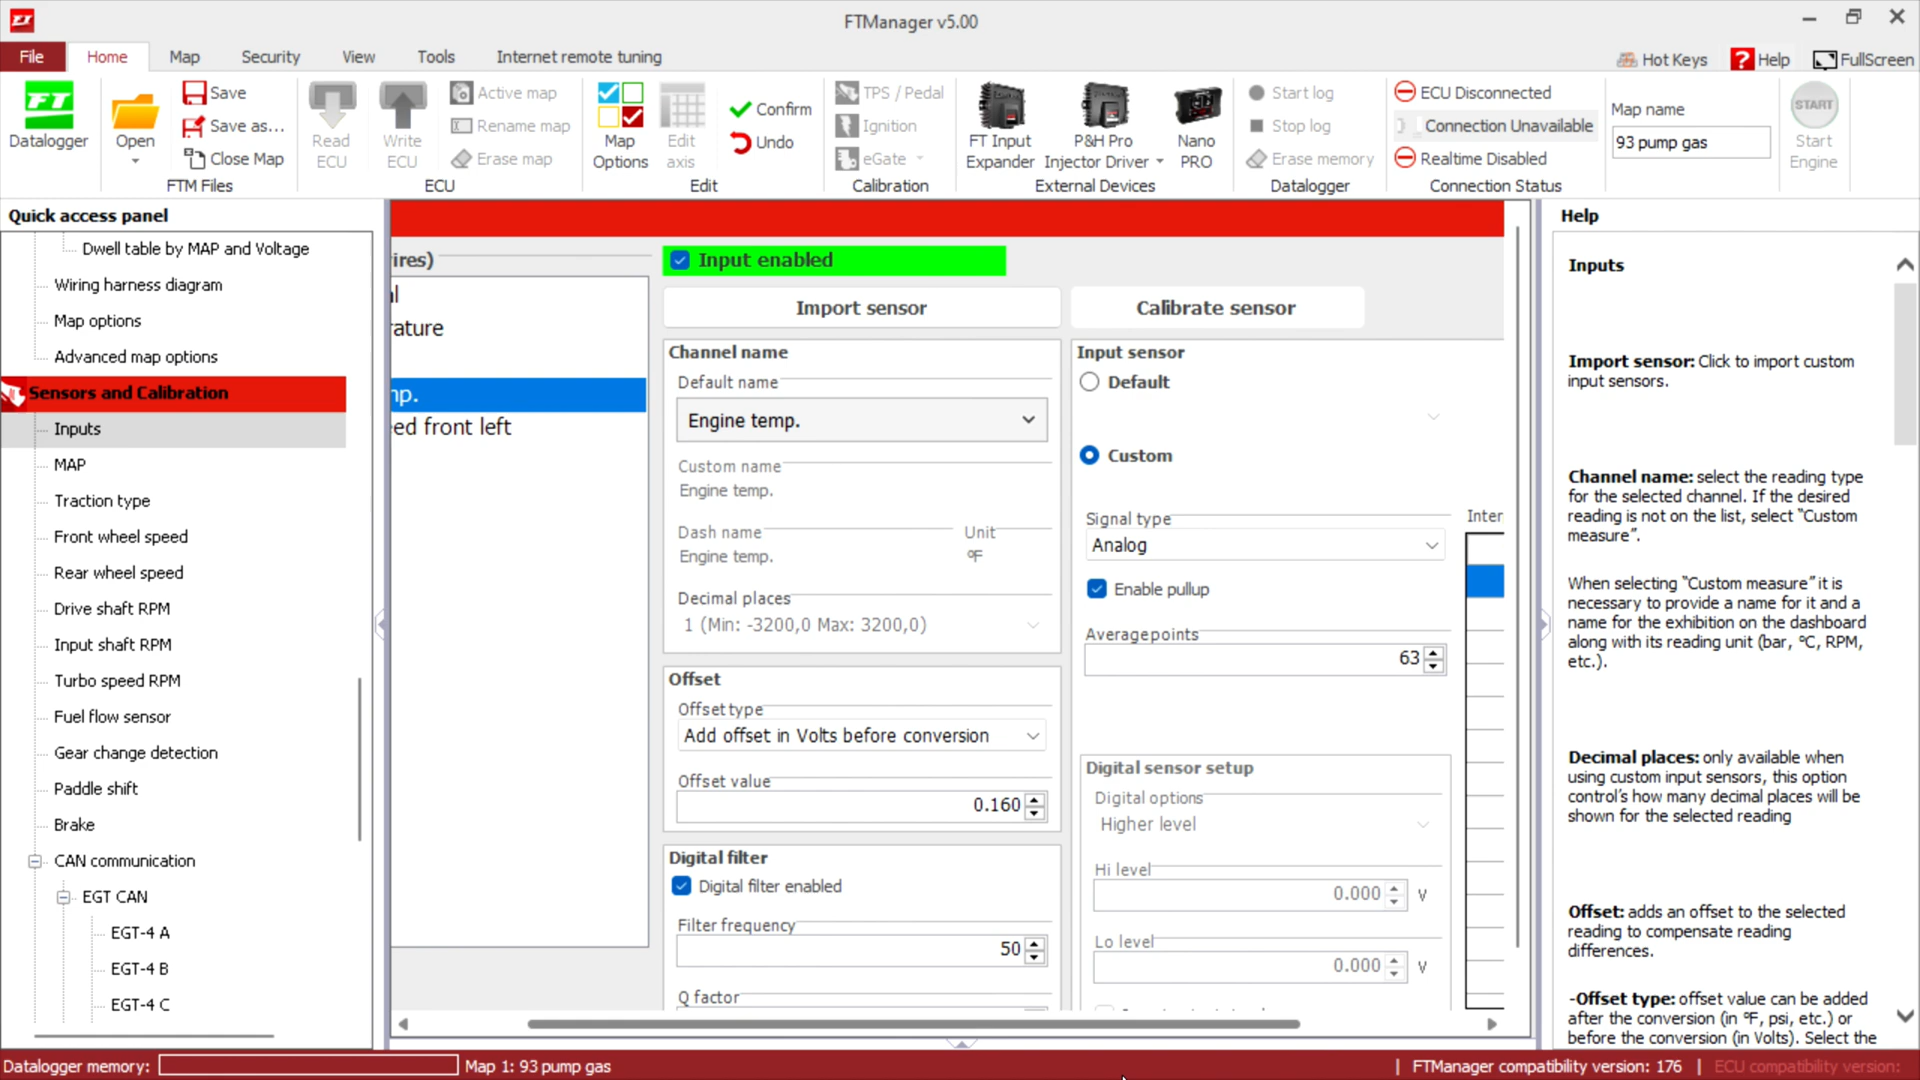 FTManager v5.00
File
Home
Map
Security
View
Tools
Internet remote tuning
Hot Keys
? Help
FullScreen
FT
Datalogger
Open
Save
Save as...
Close Map
FTM Files
Read
ECU
Write
ECU
Active map
Rename map
Erase map
ECU
Map
Options
Edit
axis
Confirm
Undo
Edit
TPS / Pedal
Ignition
eGate
Calibration
FT Input
Expander
P&H Pro
Injector Driver
Nano
PRO
External Devices
Start log
Stop log
Erase memory
Datalogger
ECU Disconnected
Connection Unavailable
Realtime Disabled
Connection Status
Map name
93 pump gas
START
Start
Engine
Quick access panel
Dwell table by MAP and Voltage
Wiring harness diagram
Map options
Advanced map options
Sensors and Calibration
Inputs
MAP
Traction type
Front wheel speed
Rear wheel speed
Drive shaft RPM
Input shaft RPM
Turbo speed RPM
Fuel flow sensor
Gear change detection
Paddle shift
Brake
CAN communication
EGT CAN
EGT-4 A
EGT-4 B
EGT-4 C
ires)
l
ature
np.
ed front left
Input enabled
Import sensor
Calibrate sensor
Channel name
Default name
Engine temp.
Custom name
Engine temp.
Dash name
Unit
Engine temp.
ºF
Decimal places
1 (Min: -3200,0 Max: 3200,0)
Offset
Offset type
Add offset in Volts before conversion
Offset value
0.160
Digital filter
Digital filter enabled
Filter frequency
50
Q factor
Input sensor
Default
Custom
Signal type
Analog
Inter
Enable pullup
Averagepoints
63
Digital sensor setup
Digital options
Higher level
Hi level
0.000 V
Lo level
0.000 V
Help
Inputs
Import sensor: Click to import custom
input sensors.
Channel name: select the reading type
for the selected channel. If the desired
reading is not on the list, select “Custom
measure”.
When selecting “Custom measure” it is
necessary to provide a name for it and a
name for the exhibition on the dashboard
along with its reading unit (bar, ºC, RPM,
etc.).
Decimal places: only available when
using custom input sensors, this option
control's how many decimal places will be
shown for the selected reading
Offset: adds an offset to the selected
reading to compensate reading
differences.
-Offset type: offset value can be added
after the conversion (in ºF, psi, etc.) or
before the conversion (in Volts). Select the
Datalogger memory:
Map 1: 93 pump gas
| FTManager compatibility version: 176 | ECU compatibility version: